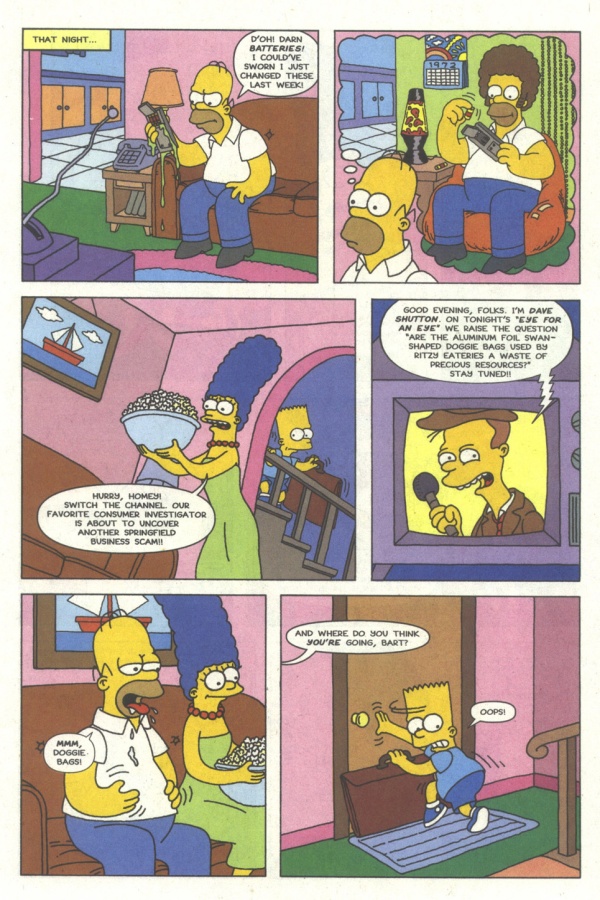 THAT NIGHT...
D'OH! DARN
BATTERIES!
I COULD'VE
SWORN I JUST
CHANGED THESE
LAST WEEK!
1972
HURRY, HOMEY!
SWITCH THE CHANNEL. OUR
FAVORITE CONSUMER INVESTIGATOR
IS ABOUT TO UNCOVER
ANOTHER SPRINGFIELD
BUSINESS SCAM!!
GOOD EVENING, FOLKS. I'M DAVE
SHUTTON. ON TONIGHT'S "EYE FOR
AN EYE" WE RAISE THE QUESTION
"ARE THE ALUMINUM FOIL SWAN-
SHAPED DOGGIE BAGS USED BY
RITZY EATERIES A WASTE OF
PRECIOUS RESOURCES?"
STAY TUNED!!
MMM,
DOGGIE
BAGS!
AND WHERE DO YOU THINK
YOU'RE GOING, BART?
OOPS!